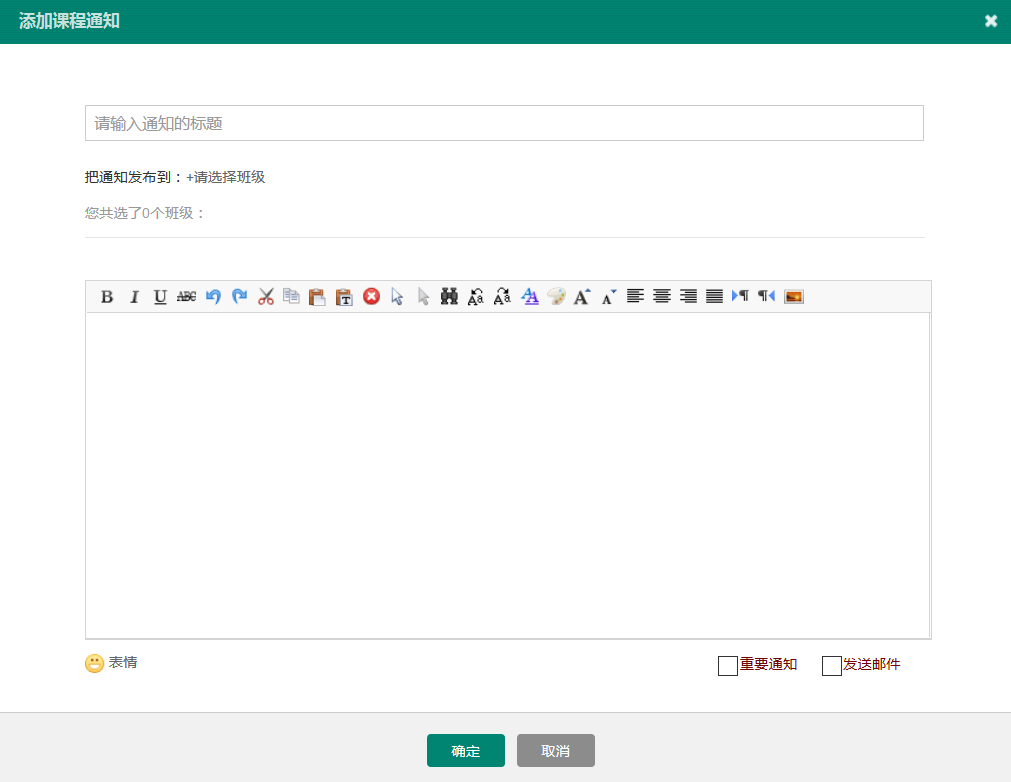 添加课程通知
请输入通知的标题
把通知发布到：+请选择班级
您共选了0个班级：
B I U ABC
表情
重要通知 发送邮件
确定 取消